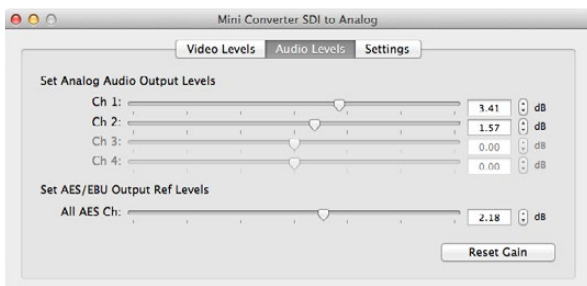 Mini Converter SDI to Analog
Video Levels Audio Levels Settings
Set Analog Audio Output Levels
Ch 1: 3.41 dB
Ch 2: 1.57 dB
Ch 3: 0.00 dB
Ch 4: 0.00 dB
Set AES/EBU Output Ref Levels
All AES Ch: 2.18 dB
Reset Gain